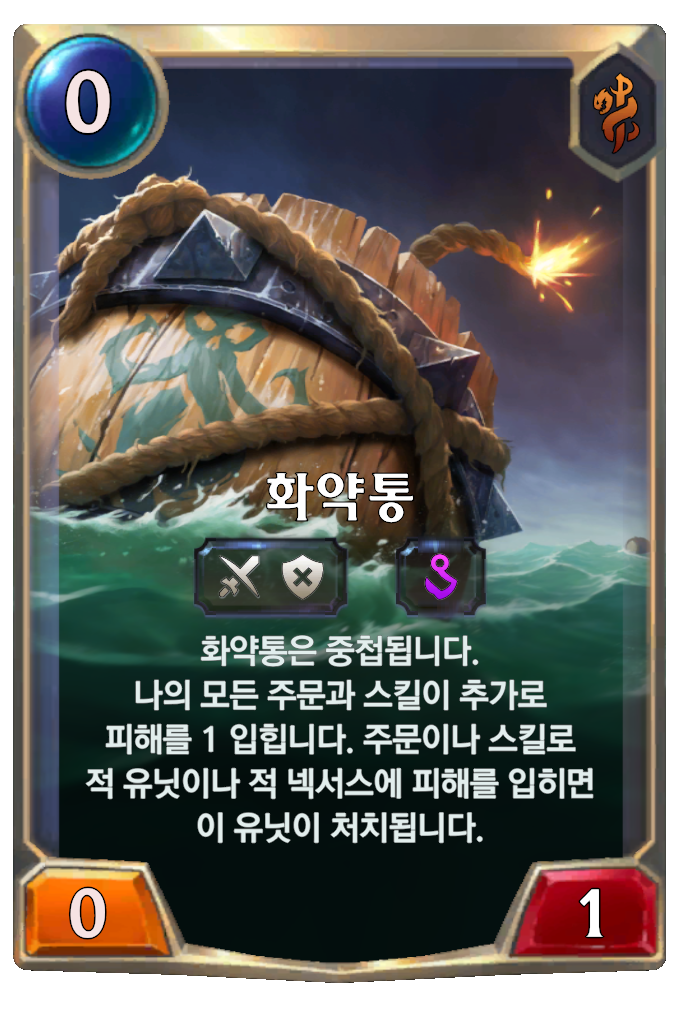 0
화약통
화약통은 중첩됩니다.
나의 모든 주문과 스킬이 추가로
피해를 1 입힙니다. 주문이나 스킬로
적 유닛이나 적 넥서스에 피해를 입히면
이 유닛이 처치됩니다.
0
1